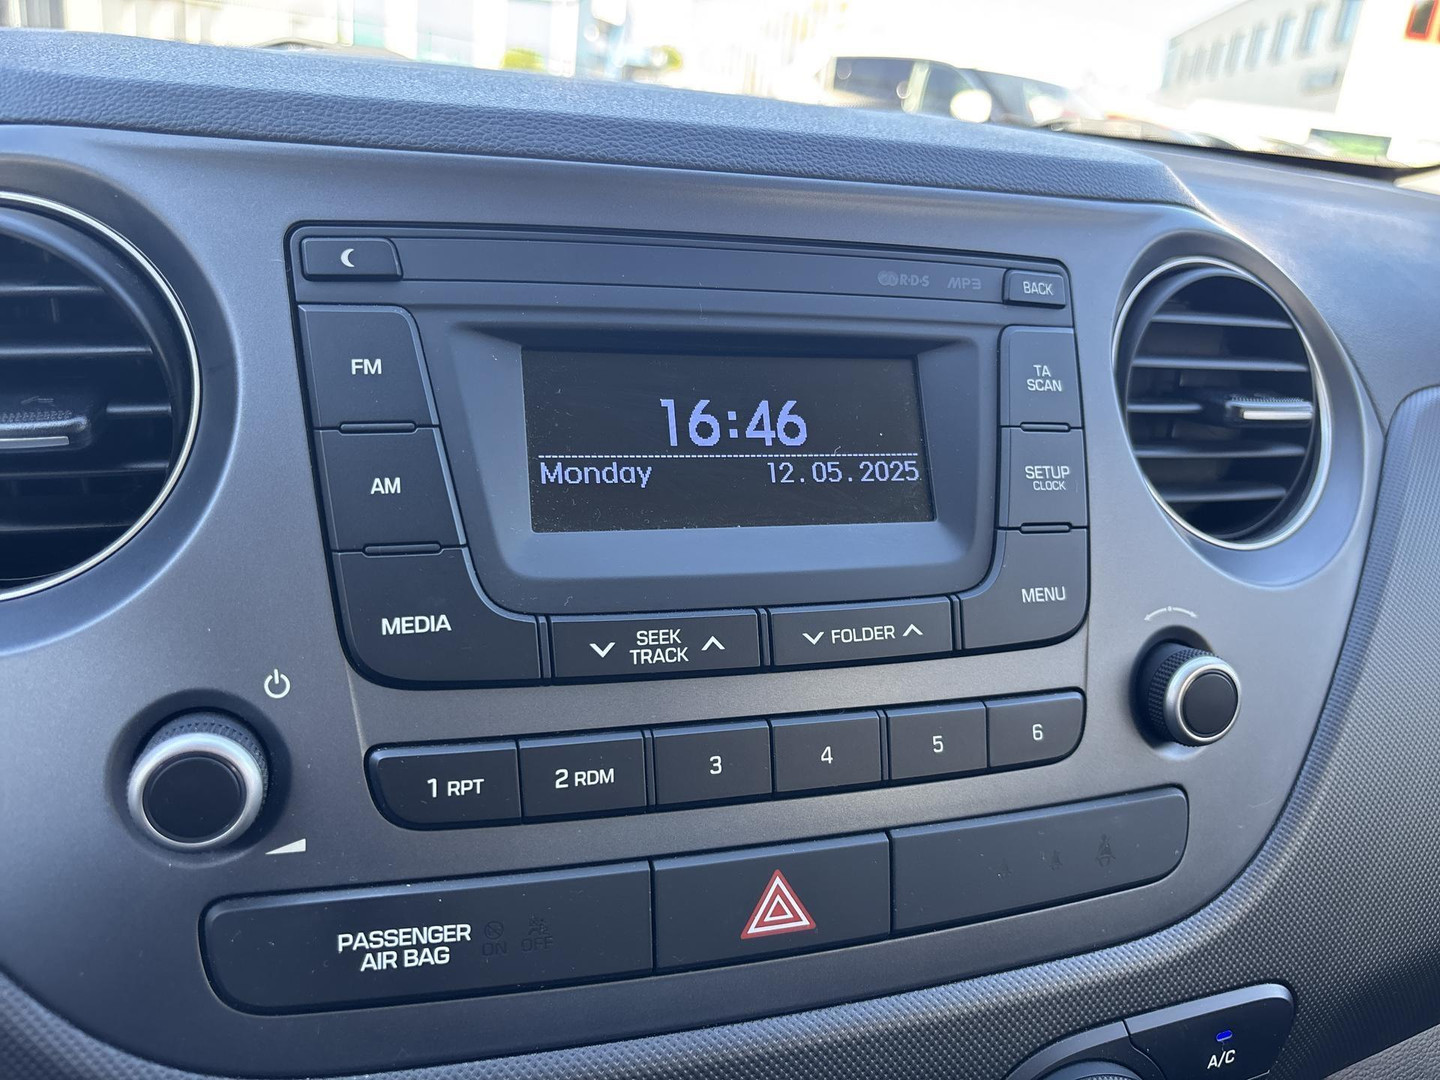 R·D·S MP3 BACK
FM
TA
SCAN
16:46
Monday 12.05.2025
AM
SETUP
CLOCK
MEDIA
SEEK
TRACK
FOLDER
MENU
1 RPT
2 RDM
3
4
5
6
PASSENGER
AIR BAG
ON OFF
A/C